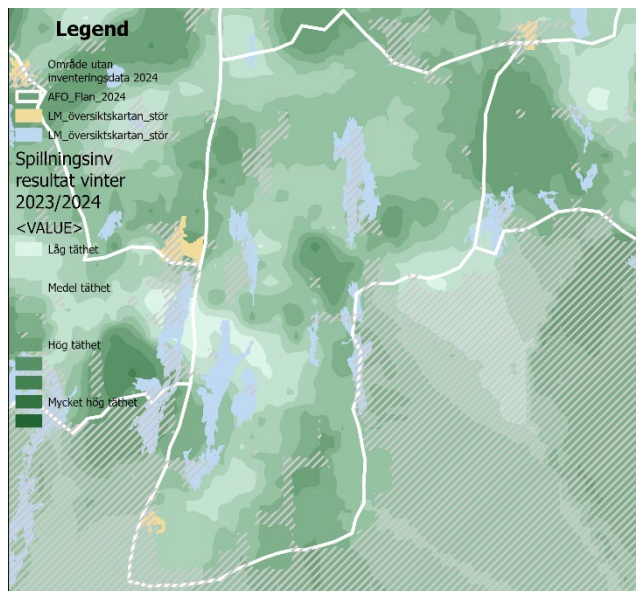 Legend
Område utan
inventeringsdata 2024
AFO_Flan_2024
LM_översiktskartan_stör
LM_översiktskartan_stör
Spillningsinv
resultat vinter
2023/2024
<VALUE>
Låg täthet
Medel täthet
Hög täthet
Mycket hög täthet